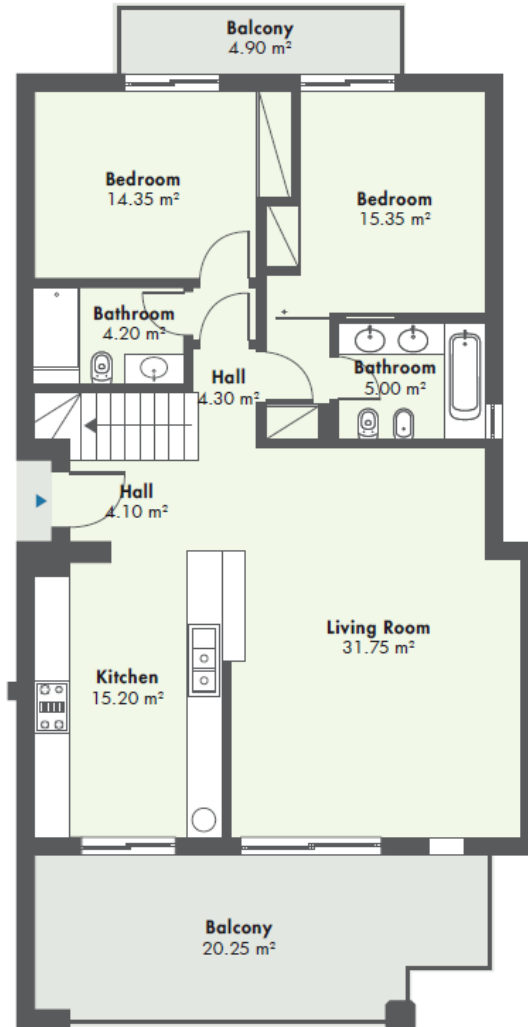 Balcony
4.90 m²
Bedroom
14.35 m²
Bedroom
15.35 m²
Bathroom
4.20 m²
Hall
4.30 m²
Bathroom
5.00 m²
Hall
4.10 m²
Living Room
31.75 m²
Kitchen
15.20 m²
Balcony
20.25 m²